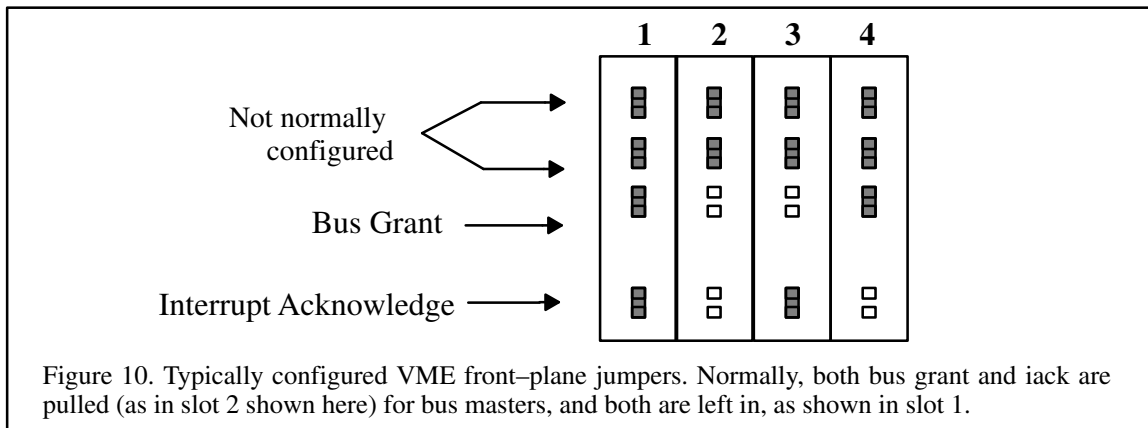 1 2 3 4
Not normally
configured
Bus Grant
Interrupt Acknowledge
Figure 10. Typically configured VME front–plane jumpers. Normally, both bus grant and iack are
pulled (as in slot 2 shown here) for bus masters, and both are left in, as shown in slot 1.